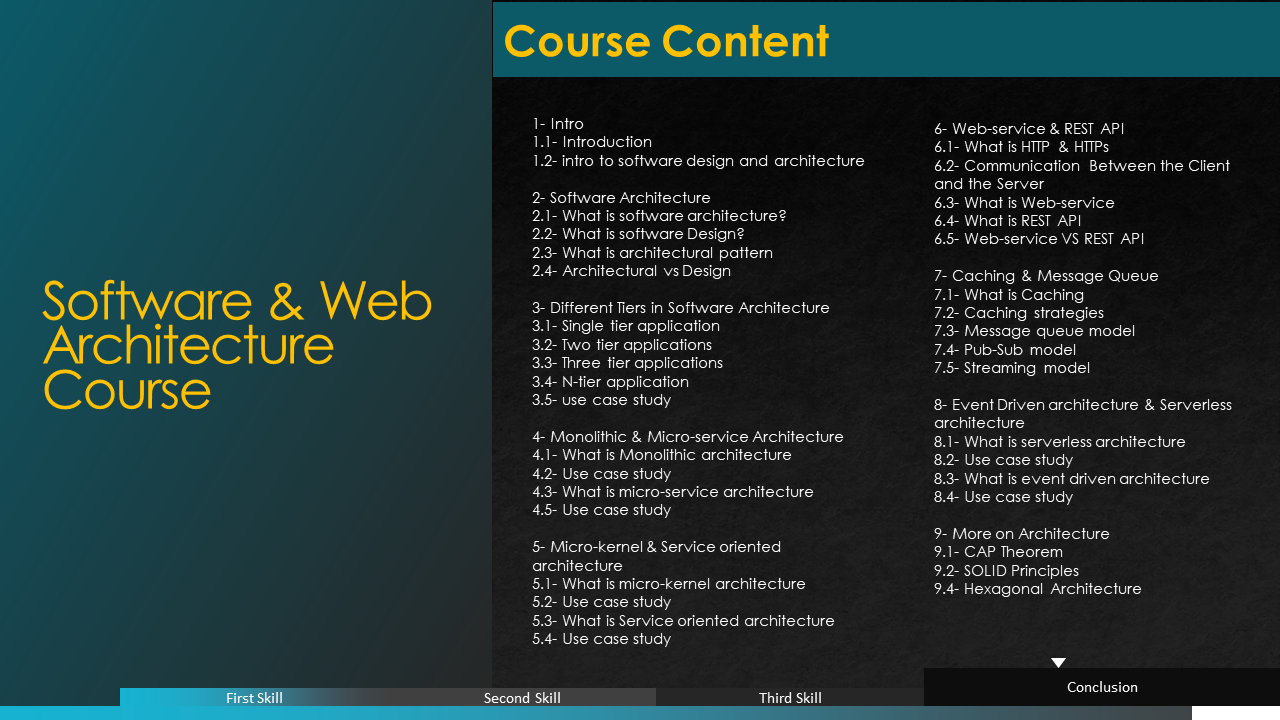 Software & Web
Architecture
Course
Course Content
1- Intro
1.1- Introduction
1.2- intro to software design and architecture
2- Software Architecture
2.1- What is software architecture?
2.2- What is software Design?
2.3- What is architectural pattern
2.4- Architectural vs Design
3- Different Tiers in Software Architecture
3.1- Single tier application
3.2- Two tier applications
3.3- Three tier applications
3.4- N-tier application
3.5- use case study
4- Monolithic & Micro-service Architecture
4.1- What is Monolithic architecture
4.2- Use case study
4.3- What is micro-service architecture
4.5- Use case study
5- Micro-kernel & Service oriented
architecture
5.1- What is micro-kernel architecture
5.2- Use case study
5.3- What is Service oriented architecture
5.4- Use case study
6- Web-service & REST API
6.1- What is HTTP & HTTPs
6.2- Communication Between the Client
and the Server
6.3- What is Web-service
6.4- What is REST API
6.5- Web-service VS REST API
7- Caching & Message Queue
7.1- What is Caching
7.2- Caching strategies
7.3- Message queue model
7.4- Pub-Sub model
7.5- Streaming model
8- Event Driven architecture & Serverless
architecture
8.1- What is serverless architecture
8.2- Use case study
8.3- What is event driven architecture
8.4- Use case study
9- More on Architecture
9.1- CAP Theorem
9.2- SOLID Principles
9.4- Hexagonal Architecture
First Skill
Second Skill
Third Skill
Conclusion